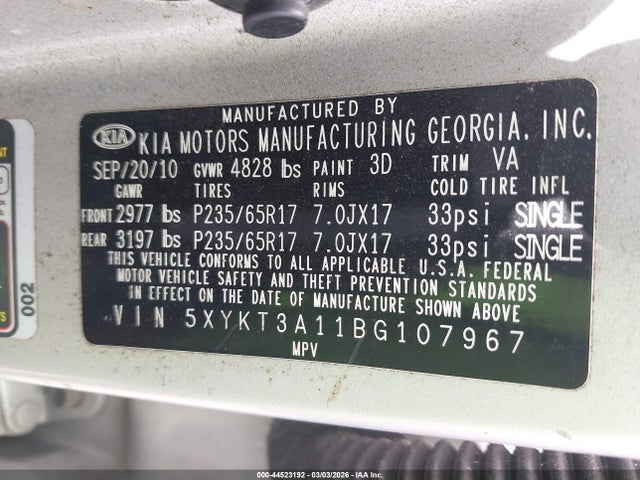 MANUFACTURED BY
KIA KIA MOTORS MANUFACTURING GEORGIA, INC.
SEP/20/10 GVWR 4828 lbs PAINT 3D TRIM VA
GAWR TIRES RIMS COLD TIRE INFL
FRONT 2977 lbs P235/65R17 7.0JX17 33psi SINGLE
REAR 3197 lbs P235/65R17 7.0JX17 33psi SINGLE
THIS VEHICLE CONFORMS TO ALL APPLICABLE U.S.A. FEDERAL
MOTOR VEHICLE SAFETY AND THEFT PREVENTION STANDARDS
IN EFFECT ON THE DATE OF MANUFACTURE SHOWN ABOVE
VIN 5XYKT3A11BG107967
MPV
002
000-44523192 - 03/03/2026 - © IAA Inc.